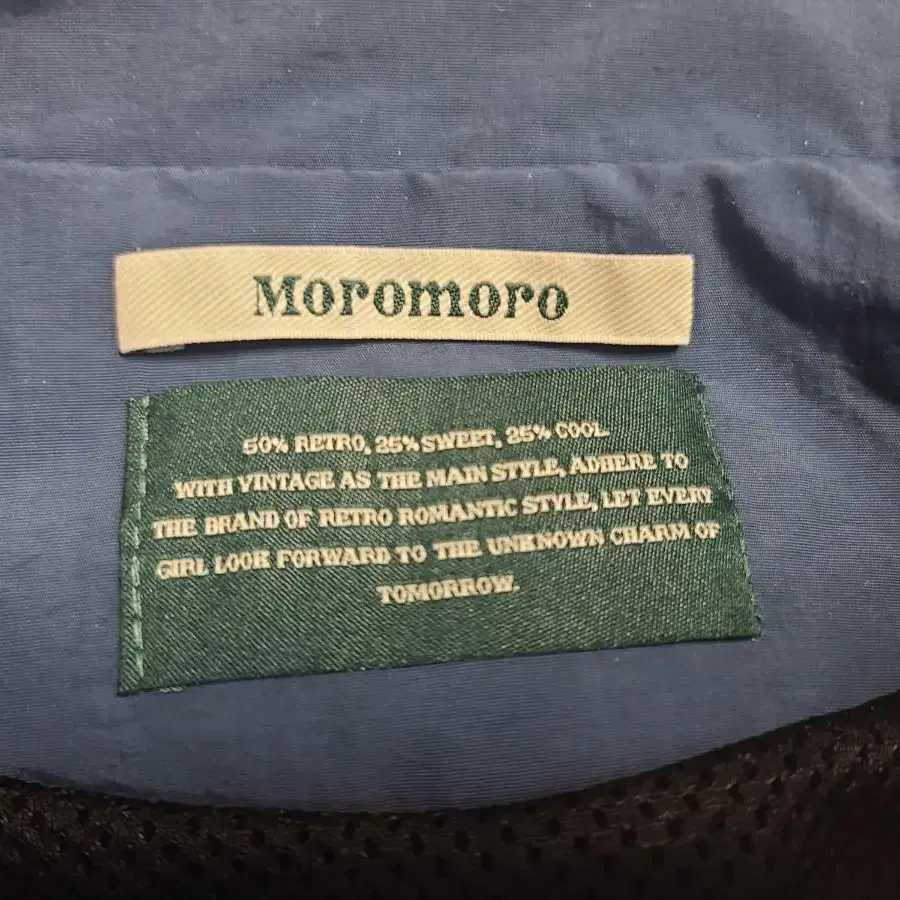 Moromoro
50% RETRO, 25% SWEET, 25% COOL
WITH VINTAGE AS THE MAIN STYLE, ADHERE TO
THE BRAND OF RETRO ROMANTIC STYLE, LET EVERY
GIRL LOOK FORWARD TO THE UNKNOWN CHARM OF
TOMORROW.